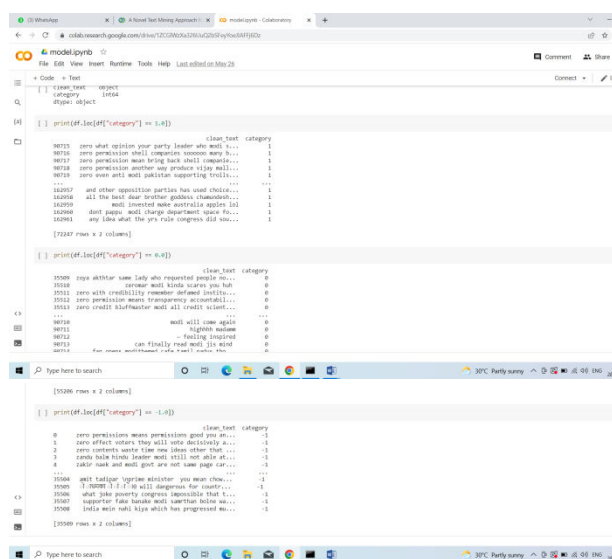 (3) WhatsApp
A Novel Text Mining Approach
model.ipynb - Colaboratory
colab.research.google.com/drive/
model.ipynb
File Edit View Insert Runtime Tools Help Last edited on May 26
Comment Share
+ Code + Text
Connect
clean_text object
category int64
dtype: object
[ ] print(df.loc[df["category"] == 1.0])
clean_text category
90715 zero what opinion your party leader who modi s... 1
90716 zero permission shell companies soooooo many b... 1
90717 zero permission mean bring back shell companie... 1
90718 zero permission another way produce vijay mall... 1
90719 zero even anti modi pakistan supporting trolls... 1
... ... ...
162957 and other opposition parties has used choice... 1
162958 all the best dear brother goddess chamundesh... 1
162959 modi invested make australia apples lol 1
162960 dont pappu modi charge department space fo... 1
162961 any idea what the yrs rule congress did sou... 1
[72247 rows x 2 columns]
[ ] print(df.loc[df["category"] == 0.0])
clean_text category
35509 zoya akhtar same lady who requested people no... 0
35510 zeromar modi kinda scares you huh 0
35511 zero with credibility remember defamed institu... 0
35512 zero permission means transparency accountabil... 0
35513 zero credit bluffmaster modi all credit scient... 0
... ... ...
90710 modi will come again 0
90711 highhhh madamm 0
90712 – feeling inspired 0
90713 can finally read modi jis mind 0
90714
Type here to search
30°C Partly sunny ENG
[55206 rows x 2 columns]
[ ] print(df.loc[df["category"] == -1.0])
clean_text category
0 zero permissions means permissions good you an... -1
1 zero effect voters they will vote decisively a... -1
2 zero contents waste time new ideas other that ... -1
3 zandu balm hindu leader modi still not able at... -1
4 zakir naek and modi govt are not same page car... -1
... ... ...
35504 amit tadipar \nprime minister you mean chow... -1
35505 will dangerous for countr... -1
35506 what joke poverty congress impossible that t... -1
35507 supporter fake banake modi samrthan bolne wa... -1
35508 india mein nahi kiya which has progressed mu... -1
[35509 rows x 2 columns]
Type here to search
30°C Partly sunny ENG